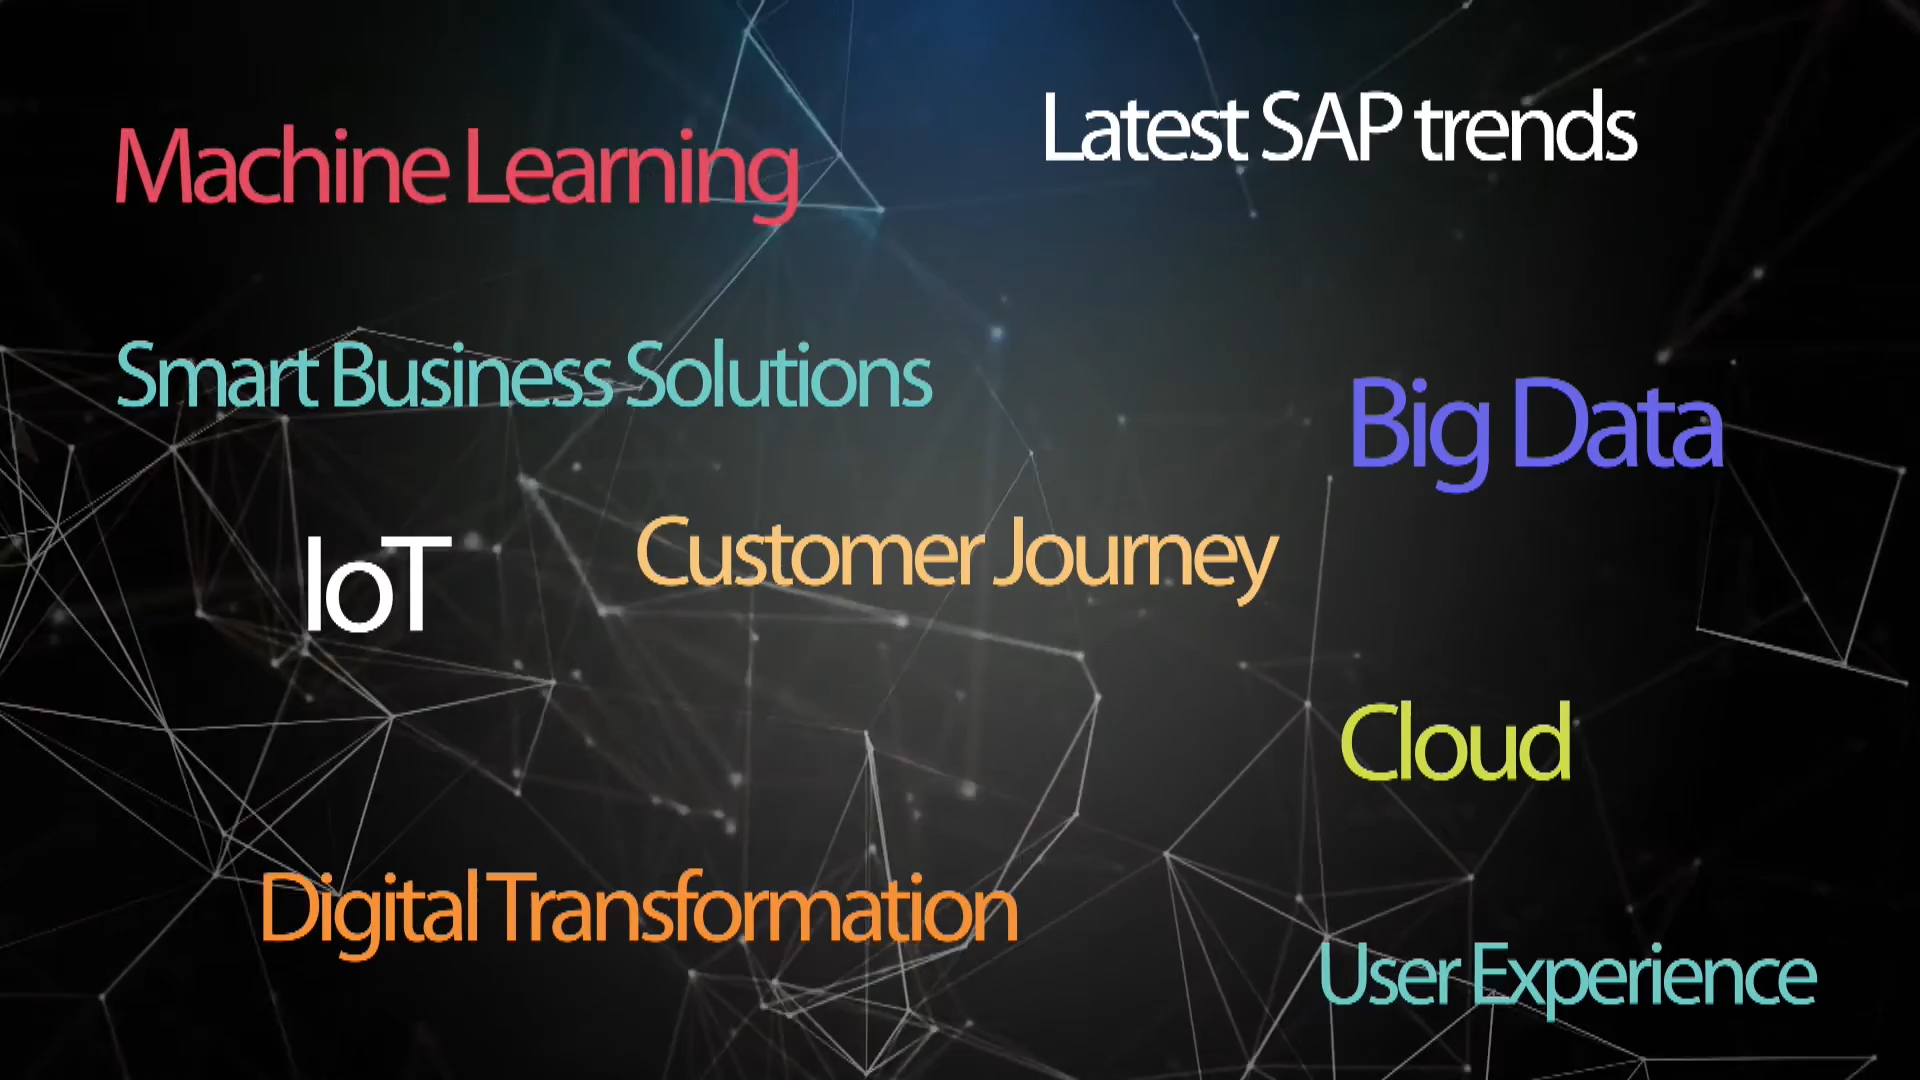 Machine Learning
Latest SAP trends
Smart Business Solutions
Big Data
IoT
Customer Journey
Cloud
Digital Transformation
User Experience